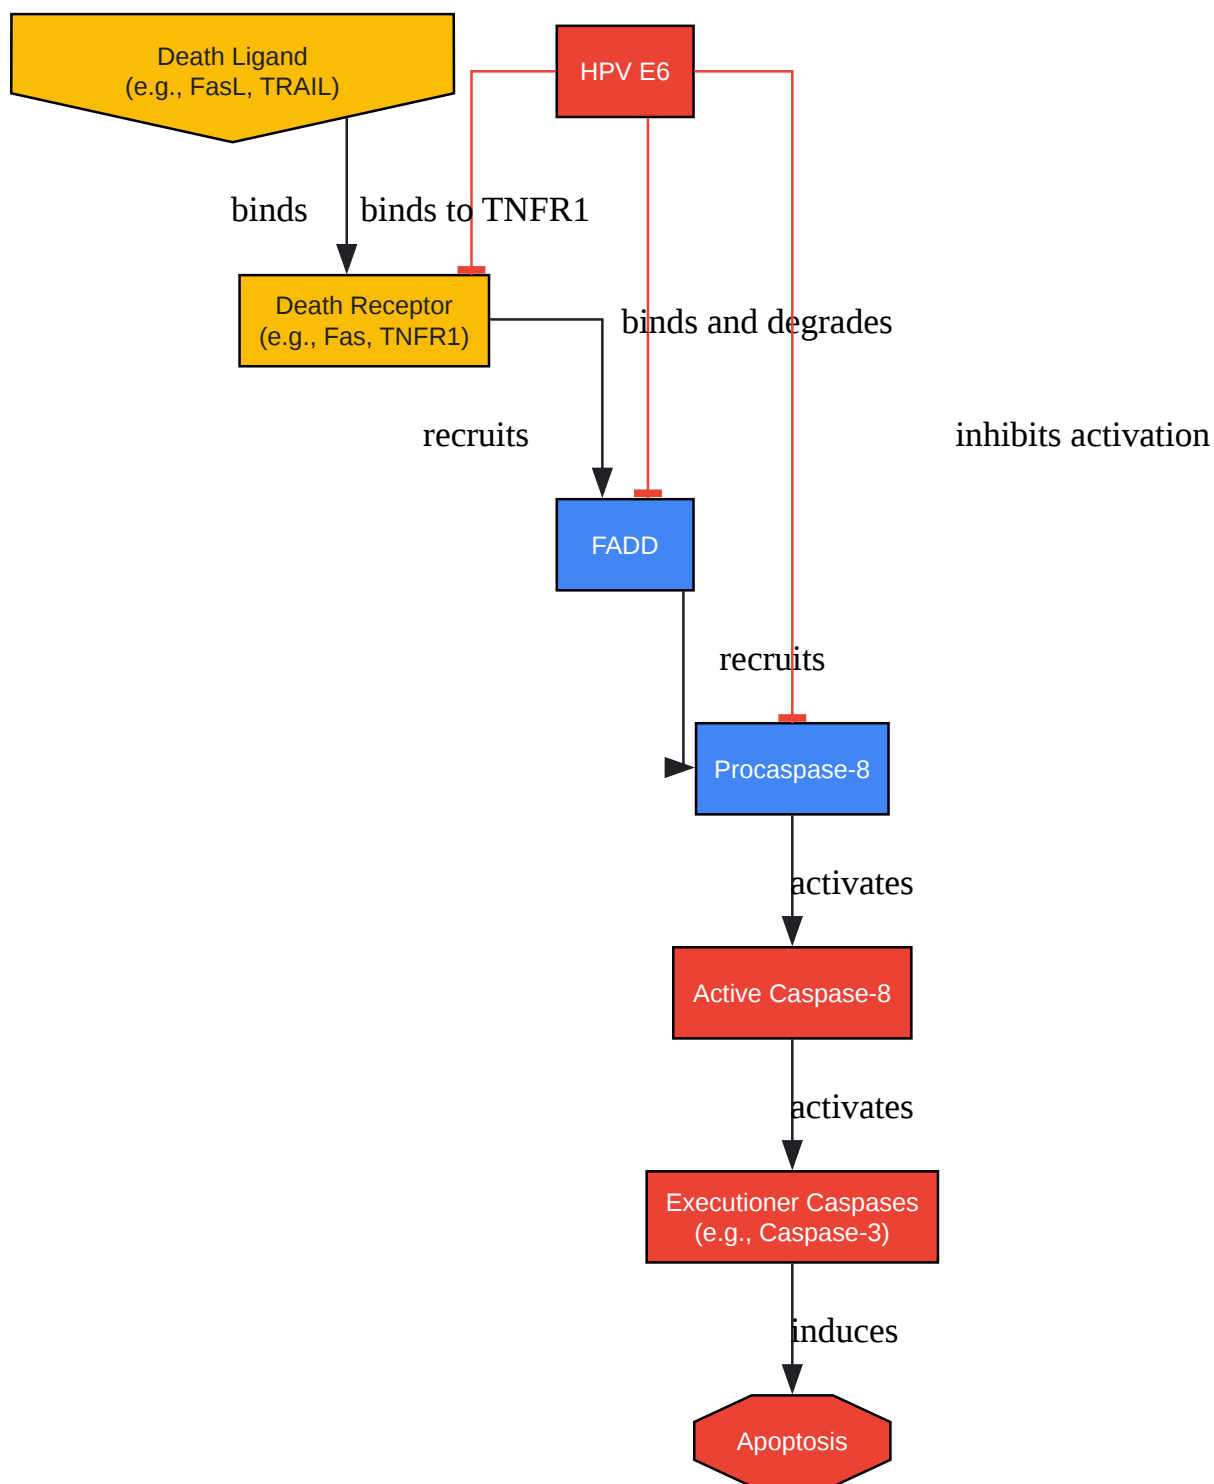 Death Ligand
(e.g., FasL, TRAIL)
HPV E6
binds
binds to TNFR1
Death Receptor
(e.g., Fas, TNFR1)
binds and degrades
recruits
inhibits activation
FADD
recruits
Procaspase-8
activates
Active Caspase-8
activates
Executioner Caspases
(e.g., Caspase-3)
induces
Apoptosis